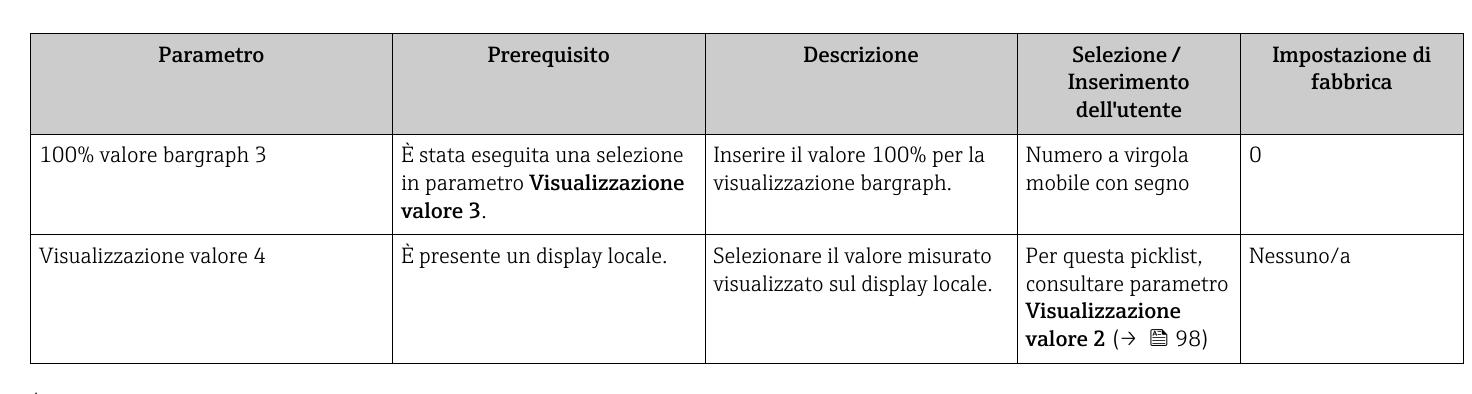 Parametro Prerequisito Descrizione Selezione / Impostazione di
Inserimento fabbrica
dell'utente
100% valore bargraph 3 È stata eseguita una selezione Inserire il valore 100% per la Numero a virgola 0
in parametro Visualizzazione visualizzazione bargraph. mobile con segno
valore 3.
Visualizzazione valore 4 È presente un display locale. Selezionare il valore misurato Per questa picklist, Nessuno/a
visualizzato sul display locale. consultare parametro
Visualizzazione
valore 2 (→ 98)